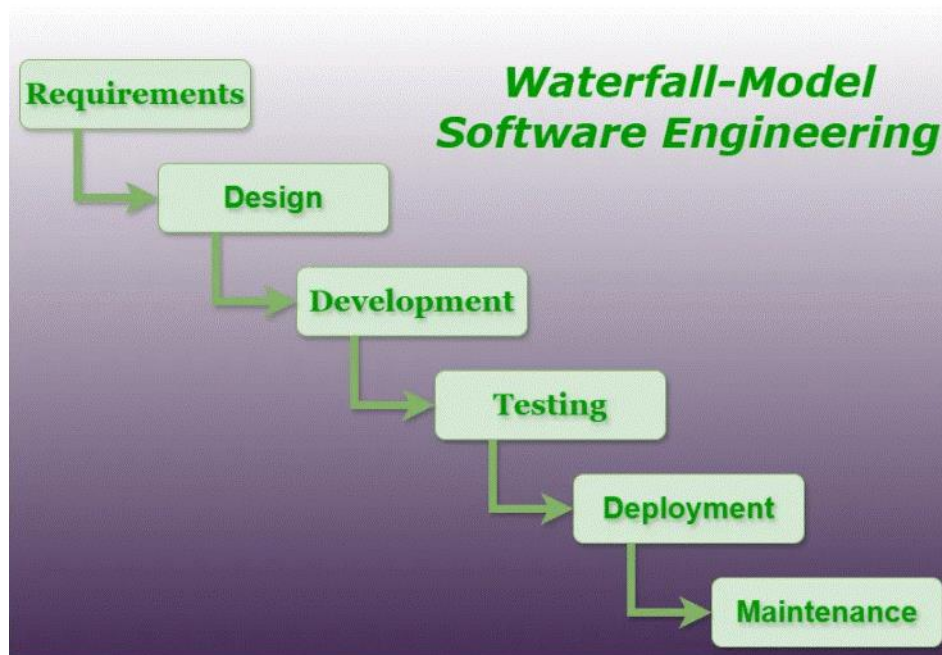 Waterfall-Model
Software Engineering
Requirements
Design
Development
Testing
Deployment
Maintenance